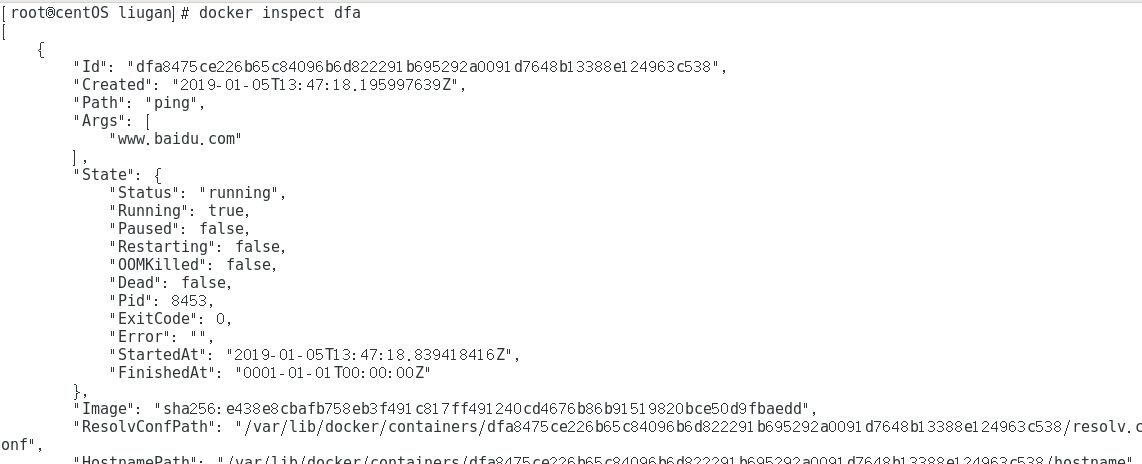 [root@centOS liugan]# docker inspect dfa
[
    {
        "Id": "dfa8475ce226b65c84096b6d822291b695292a0091d7648b13388e124963c538",
        "Created": "2019-01-05T13:47:18.195997639Z",
        "Path": "ping",
        "Args": [
            "www.baidu.com"
        ],
        "State": {
            "Status": "running",
            "Running": true,
            "Paused": false,
            "Restarting": false,
            "OOMKilled": false,
            "Dead": false,
            "Pid": 8453,
            "ExitCode": 0,
            "Error": "",
            "StartedAt": "2019-01-05T13:47:18.839418416Z",
            "FinishedAt": "0001-01-01T00:00:00Z"
        },
        "Image": "sha256:e438e8cbafb758eb3f491c817ff491240cd4676b86b91519820bce50d9fbaedd",
        "ResolvConfPath": "/var/lib/docker/containers/dfa8475ce226b65c84096b6d822291b695292a0091d7648b13388e124963c538/resolv.c
onf",
        "HostnamePath": "/var/lib/docker/containers/dfa8475ce226b65c84096b6d822291b695292a0091d7648b13388e124963c538/hostname"